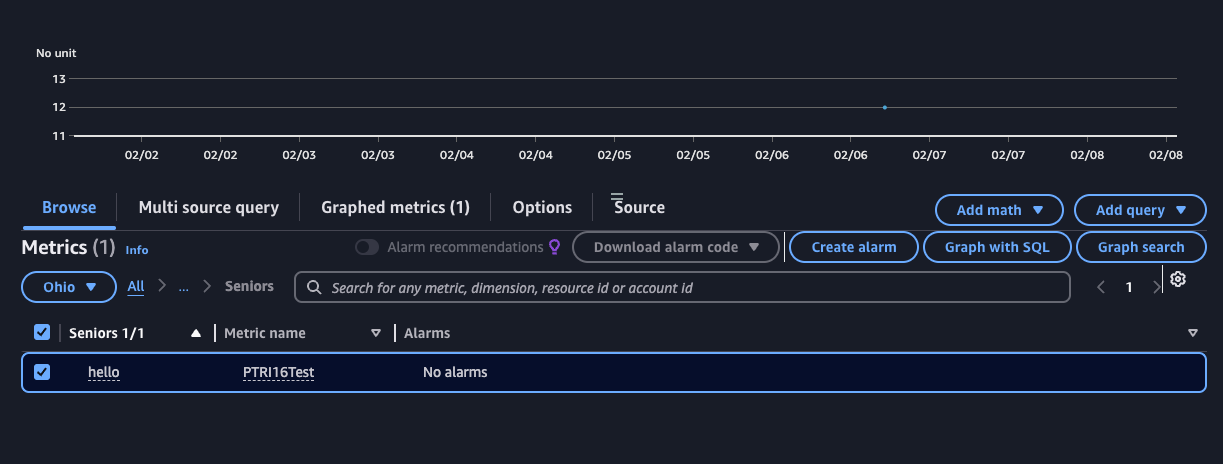 No unit
13
12
11
02/02 02/02 02/03 02/03 02/04 02/04 02/05 02/05 02/06 02/06 02/07 02/07 02/08 02/08
Browse Multi source query Graphed metrics (1) Options Source Add math Add query
Metrics (1) Info Alarm recommendations Download alarm code Create alarm Graph with SQL Graph search
Ohio All ... Seniors Search for any metric, dimension, resource id or account id 1
Seniors 1/1 Metric name Alarms
hello PTRI16Test No alarms